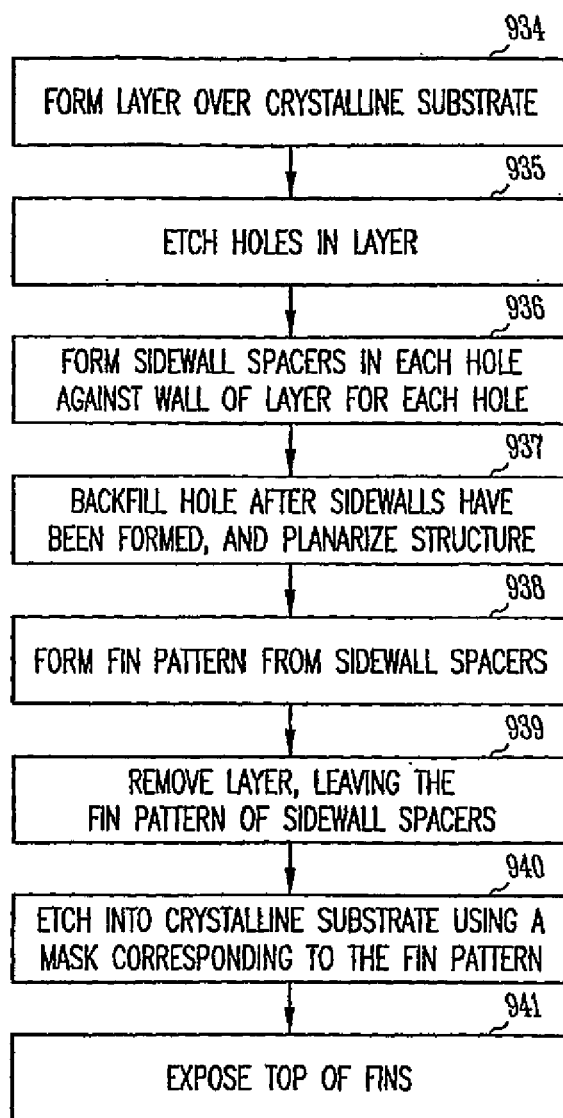 934
FORM LAYER OVER CRYSTALLINE SUBSTRATE
935
ETCH HOLES IN LAYER
936
FORM SIDEWALL SPACERS IN EACH HOLE
AGAINST WALL OF LAYER FOR EACH HOLE
937
BACKFILL HOLE AFTER SIDEWALLS HAVE
BEEN FORMED, AND PLANARIZE STRUCTURE
938
FORM FIN PATTERN FROM SIDEWALL SPACERS
939
REMOVE LAYER, LEAVING THE
FIN PATTERN OF SIDEWALL SPACERS
940
ETCH INTO CRYSTALLINE SUBSTRATE USING A
MASK CORRESPONDING TO THE FIN PATTERN
941
EXPOSE TOP OF FINS